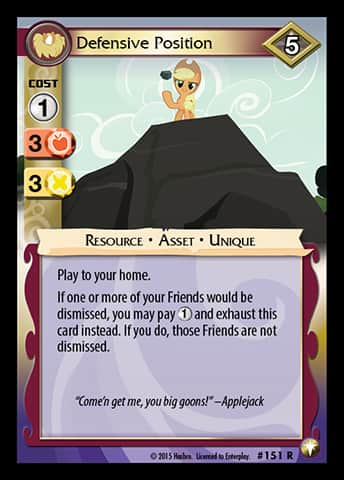 Defensive Position
5
COST
1
3
3
RESOURCE • ASSET • UNIQUE
Play to your home.
If one or more of your Friends would be
dismissed, you may pay 1 and exhaust this
card instead. If you do, those Friends are not
dismissed.
"Come'n get me, you big goons!" –Applejack
© 2015 Hasbro. Licensed to Enterplay. #151 R